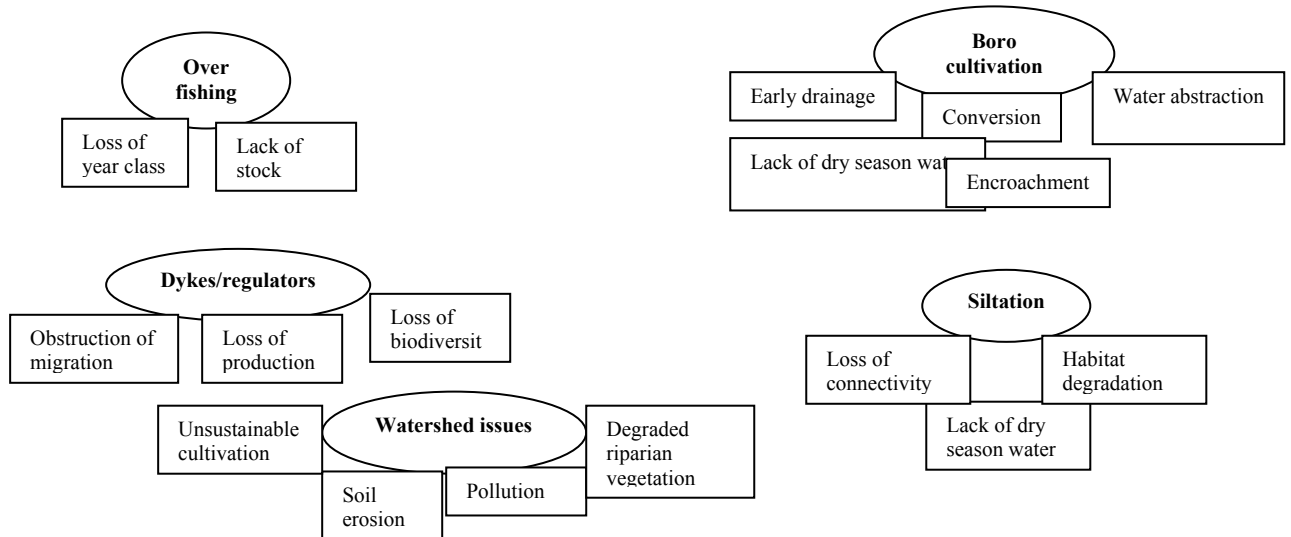 Over
fishing
Loss of
year class
Lack of
stock
Boro
cultivation
Early drainage
Conversion
Water abstraction
Lack of dry season wat
Encroachment
Dykes/regulators
Obstruction of
migration
Loss of
production
Loss of
biodiversit
Siltation
Loss of
connectivity
Habitat
degradation
Lack of dry
season water
Watershed issues
Unsustainable
cultivation
Soil
erosion
Pollution
Degraded
riparian
vegetation